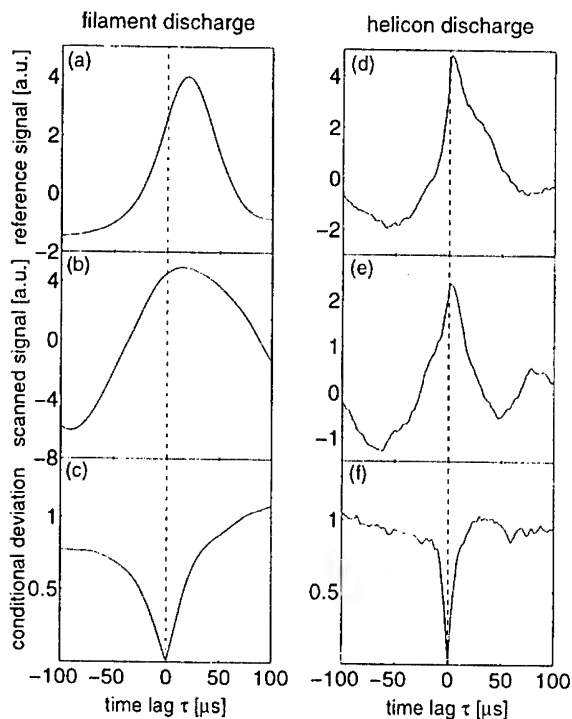 filament discharge
helicon discharge
(a)
(d)
reference signal [a.u.]
4
2
0
-2
4
2
0
-2
(b)
(e)
scanned signal [a.u.]
4
0
-4
-8
2
1
0
-1
(c)
(f)
conditional deviation
1
0.5
1
0.5
-100 -50 0 50 100
-100 -50 0 50 100
time lag τ [µs]
time lag τ [µs]